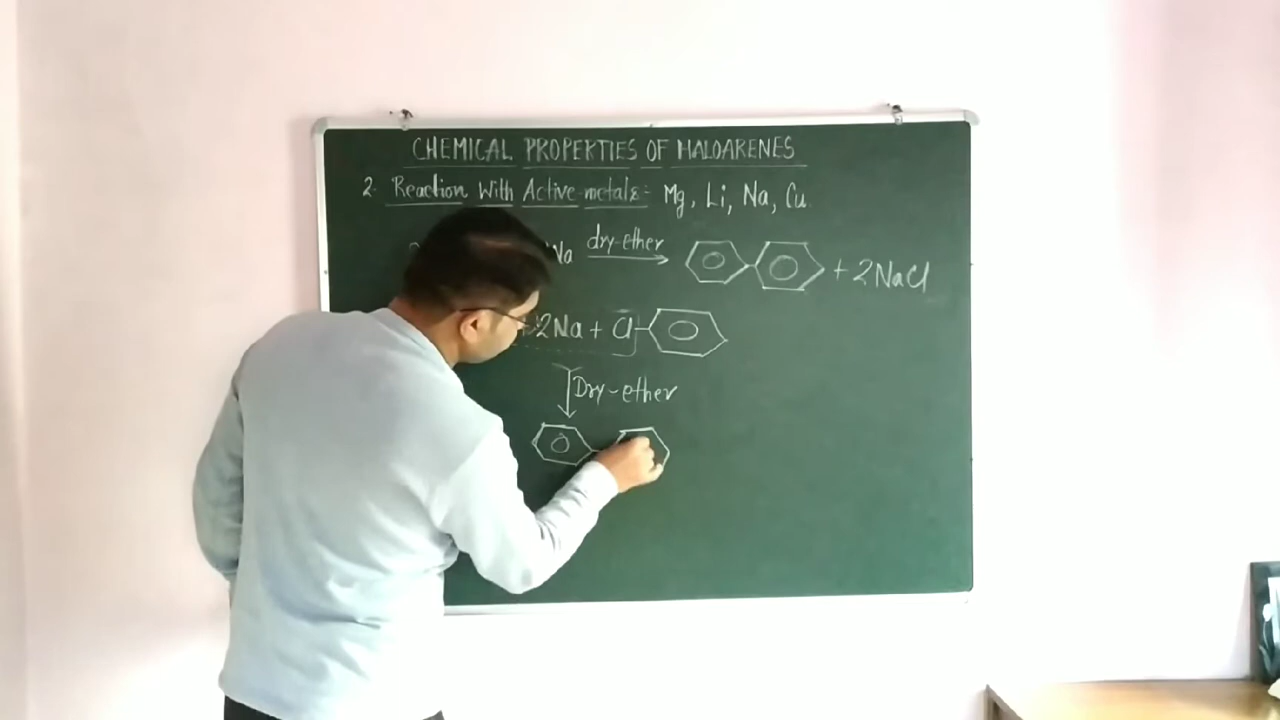 CHEMICAL PROPERTIES OF HALOARENES
2. Reaction With Active-metals:- Mg, Li, Na, Cu
Na dry-ether + 2NaCl
+ 2Na + Cl
Dry-ether